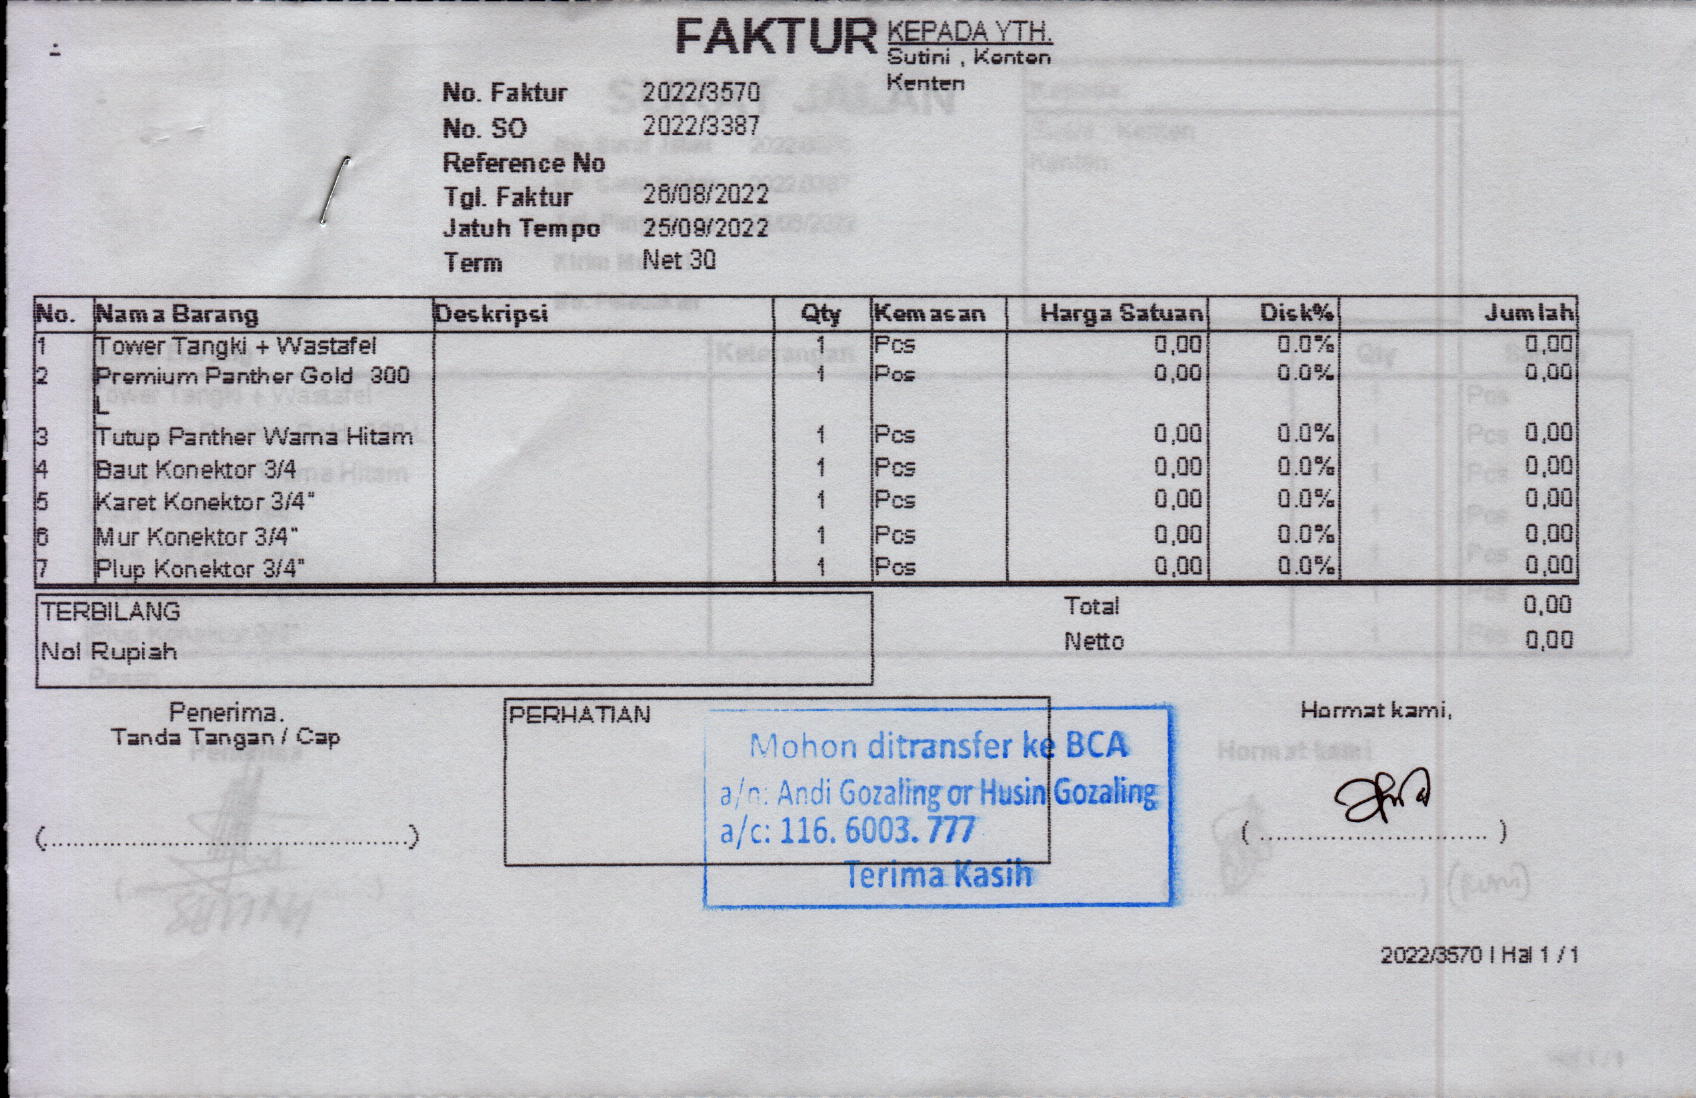 FAKTUR
KEPADA YTH.
Sutini , Kenten
Kenten
No. Faktur 2022/3570
No. SO 2022/3387
Reference No
Tgl. Faktur 26/08/2022
Jatuh Tempo 25/09/2022
Term Net 30
No. Nama Barang Deskripsi Qty Kemasan Harga Satuan Disk% Jumlah
1 Tower Tangki + Wastafel 1 Pcs 0,00 0.0% 0,00
2 Premium Panther Gold 300 1 Pcs 0,00 0.0% 0,00
L
3 Tutup Panther Warna Hitam 1 Pcs 0,00 0.0% 0,00
4 Baut Konektor 3/4 1 Pcs 0,00 0.0% 0,00
5 Karet Konektor 3/4" 1 Pcs 0,00 0.0% 0,00
6 Mur Konektor 3/4" 1 Pcs 0,00 0.0% 0,00
7 Plup Konektor 3/4" 1 Pcs 0,00 0.0% 0,00
TERBILANG
Nol Rupiah
Total 0,00
Netto 0,00
Penerima.
Tanda Tangan / Cap
(..................................................)
PERHATIAN
Mohon ditransfer ke BCA
a/n: Andi Gozaling or Husin Gozaling
a/c: 116. 6003. 777
Terima Kasih
Hormat kami,
( ................................ )
2022/3570 | Hal 1 / 1